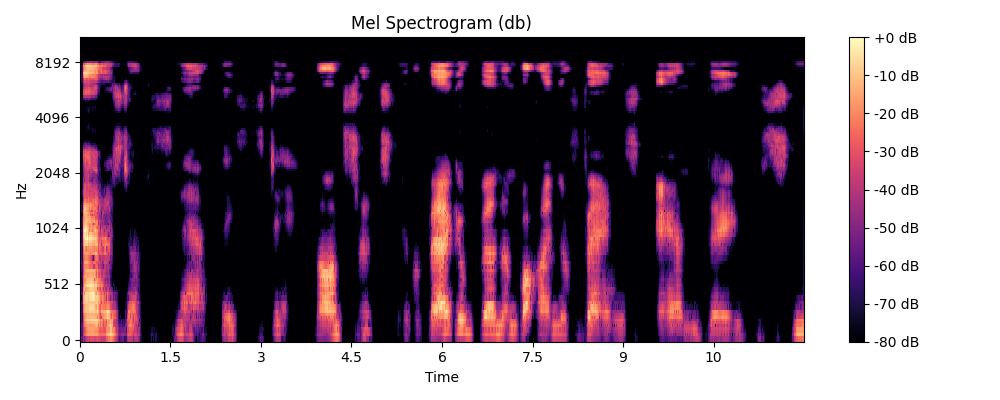 Mel Spectrogram (db)
Hz
8192
4096
2048
1024
512
0
0 1.5 3 4.5 6 7.5 9 10
Time
+0 dB
-10 dB
-20 dB
-30 dB
-40 dB
-50 dB
-60 dB
-70 dB
-80 dB